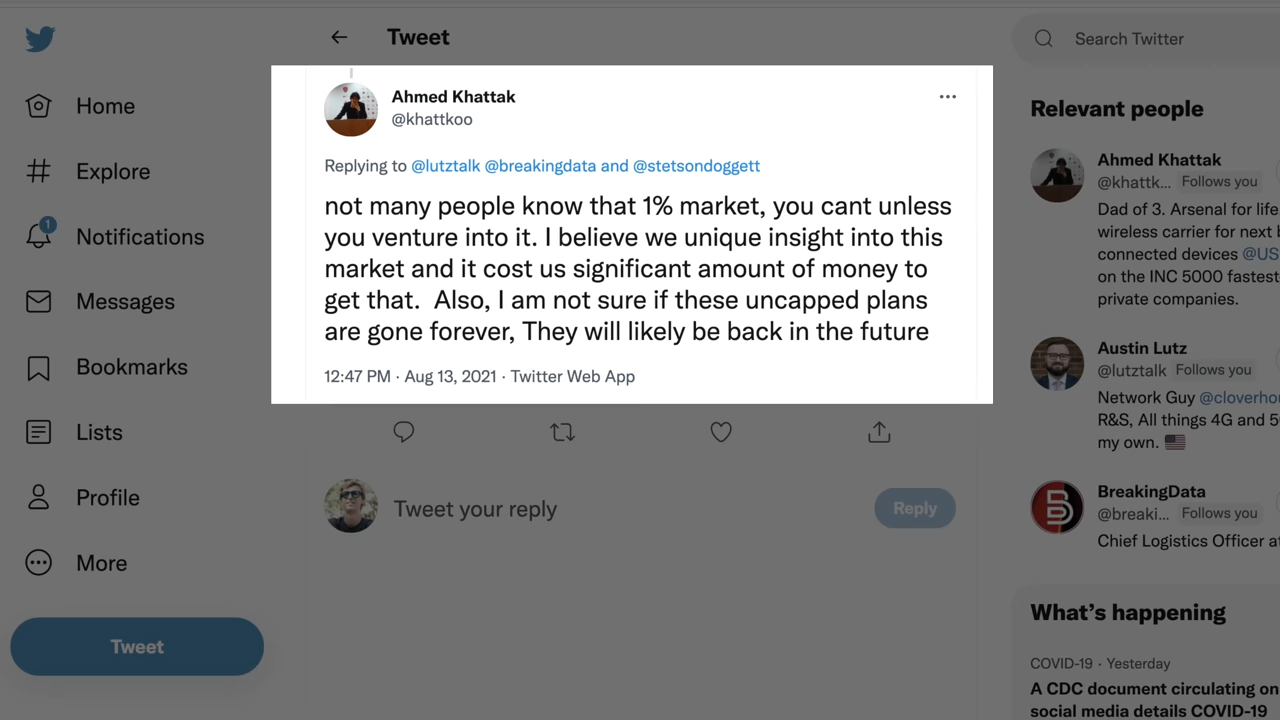 Tweet
Search Twitter
Home
Explore
1
Notifications
Messages
Bookmarks
Lists
Profile
More
Tweet
Ahmed Khattak
@khattkoo
Replying to @lutztalk @breakingdata and @stetsondoggett
not many people know that 1% market, you cant unless
you venture into it. I believe we unique insight into this
market and it cost us significant amount of money to
get that.  Also, I am not sure if these uncapped plans
are gone forever, They will likely be back in the future
12:47 PM · Aug 13, 2021 · Twitter Web App
Tweet your reply
Reply
Relevant people
Ahmed Khattak
@khattk... Follows you
Dad of 3. Arsenal for life
wireless carrier for next
connected devices @US
on the INC 5000 fastest
private companies.
Austin Lutz
@lutztalk Follows you
Network Guy @cloverho
R&S, All things 4G and 5
my own.
BreakingData
@breaki... Follows you
Chief Logistics Officer
What's happening
COVID-19 · Yesterday
A CDC document circulating on
social media details COVID-19